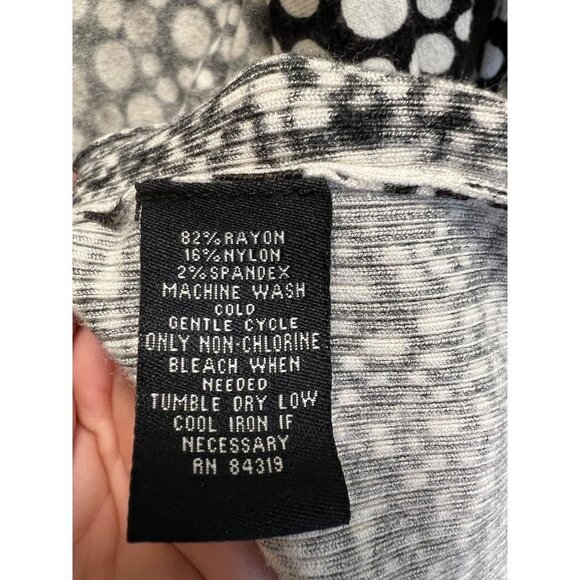 82% RAYON
16% NYLON
2% SPANDEX
MACHINE WASH
COLD
GENTLE CYCLE
ONLY NON-CHLORINE
BLEACH WHEN
NEEDED
TUMBLE DRY LOW
COOL IRON IF
NECESSARY
RN 84319